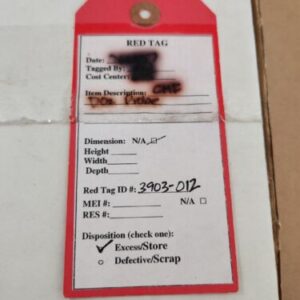 RED TAG
Date:
Tagged By:
Cost Center:
Item Description: CMF
Dimension: N/A
Height
Width
Depth
Red Tag ID #: 3903-012
MEI #: N/A
RES #:
Disposition (check one):
Excess/Store
Defective/Scrap